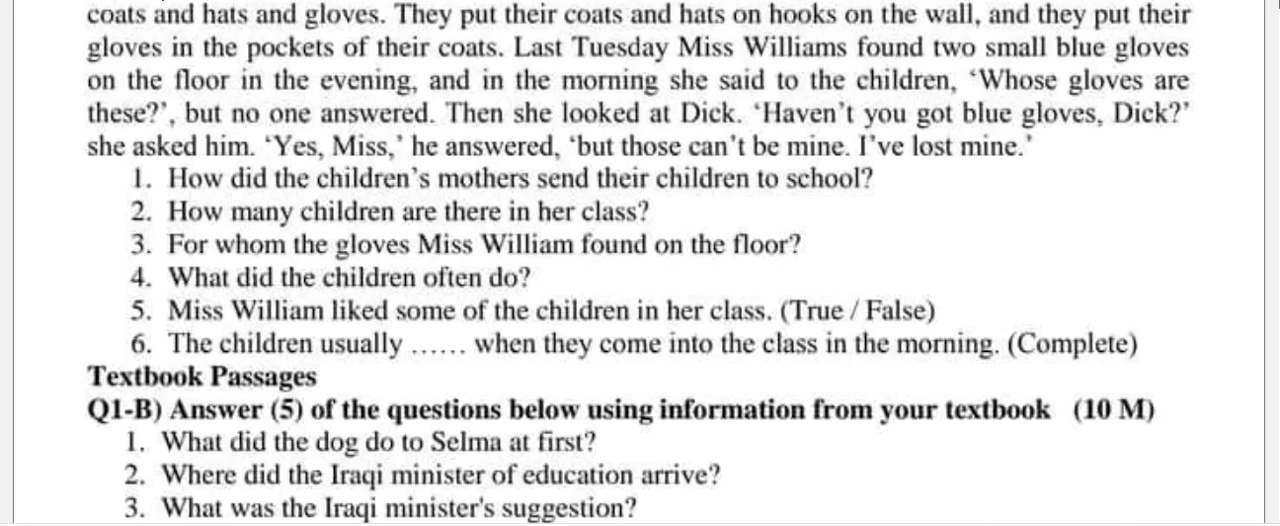 coats and hats and gloves. They put their coats and hats on hooks on the wall, and they put their
gloves in the pockets of their coats. Last Tuesday Miss Williams found two small blue gloves
on the floor in the evening, and in the morning she said to the children, ‘Whose gloves are
these?’, but no one answered. Then she looked at Dick. ‘Haven’t you got blue gloves, Dick?’
she asked him. ‘Yes, Miss,’ he answered, ‘but those can’t be mine. I’ve lost mine.’
1. How did the children’s mothers send their children to school?
2. How many children are there in her class?
3. For whom the gloves Miss William found on the floor?
4. What did the children often do?
5. Miss William liked some of the children in her class. (True / False)
6. The children usually ...... when they come into the class in the morning. (Complete)
Textbook Passages
Q1-B) Answer (5) of the questions below using information from your textbook (10 M)
1. What did the dog do to Selma at first?
2. Where did the Iraqi minister of education arrive?
3. What was the Iraqi minister's suggestion?